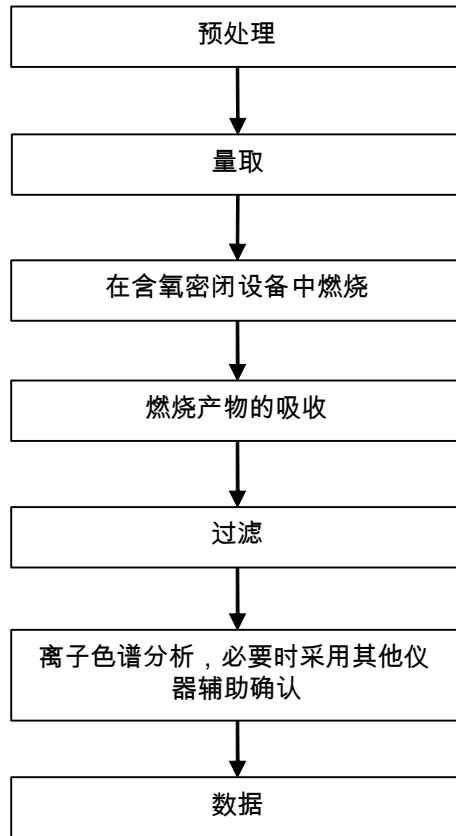 预处理
量取
在含氧密闭设备中燃烧
燃烧产物的吸收
过滤
离子色谱分析，必要时采用其他仪
器辅助确认
数据